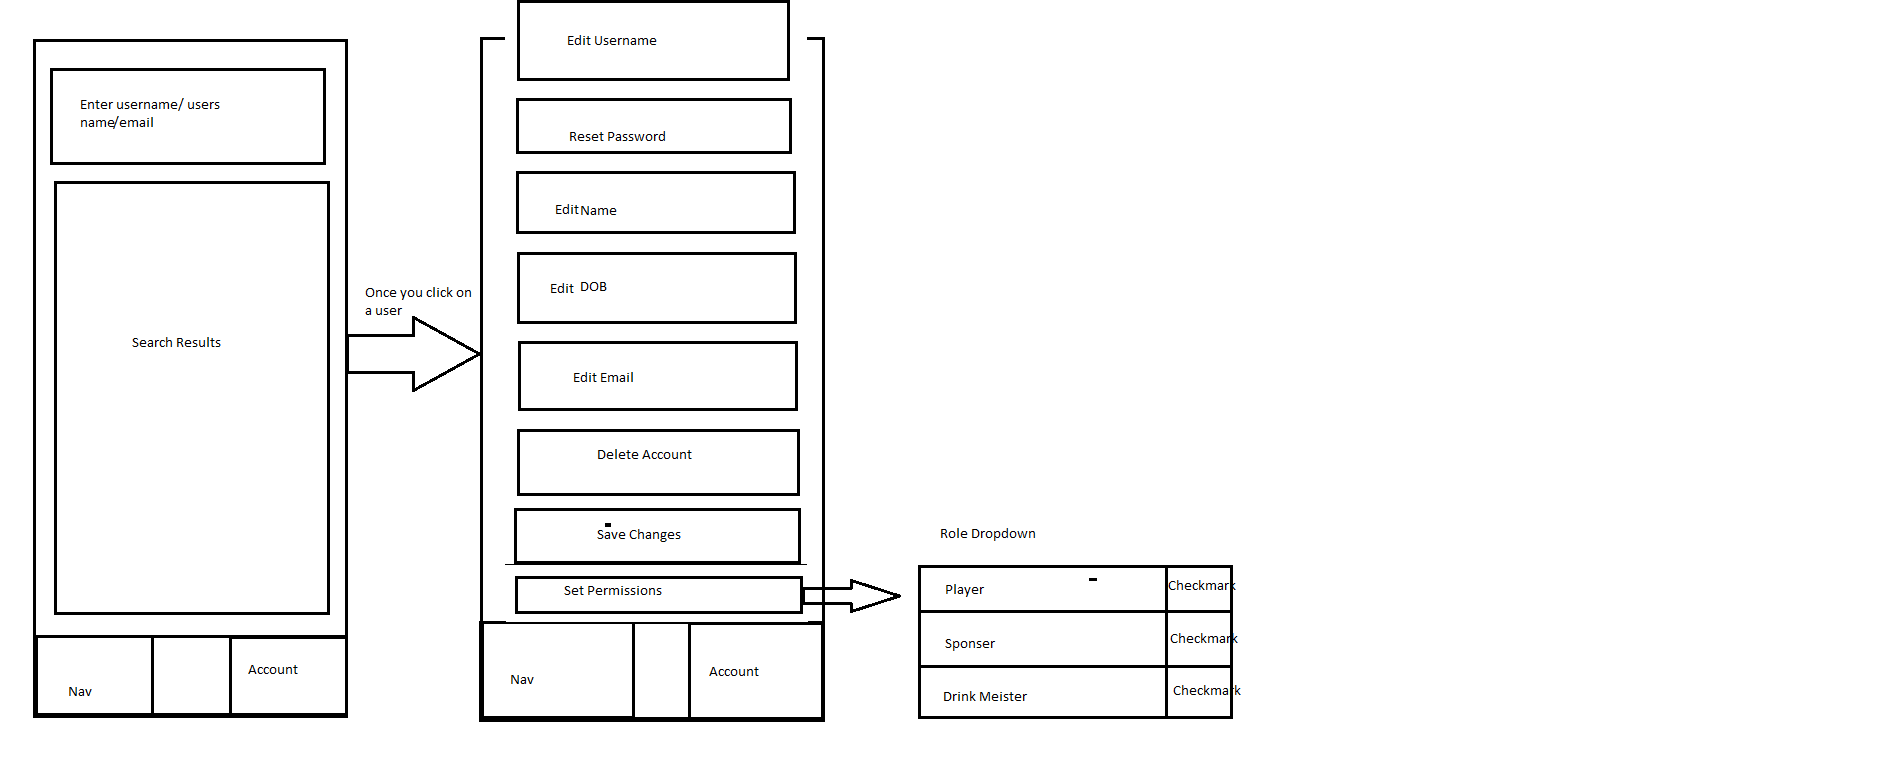 Enter username/ users
name/email
Search Results
Nav
Account
Once you click on
a user
Edit Username
Reset Password
Edit Name
Edit DOB
Edit Email
Delete Account
Save Changes
Set Permissions
Nav
Account
Role Dropdown
Player Checkmark
Sponser Checkmark
Drink Meister Checkmark